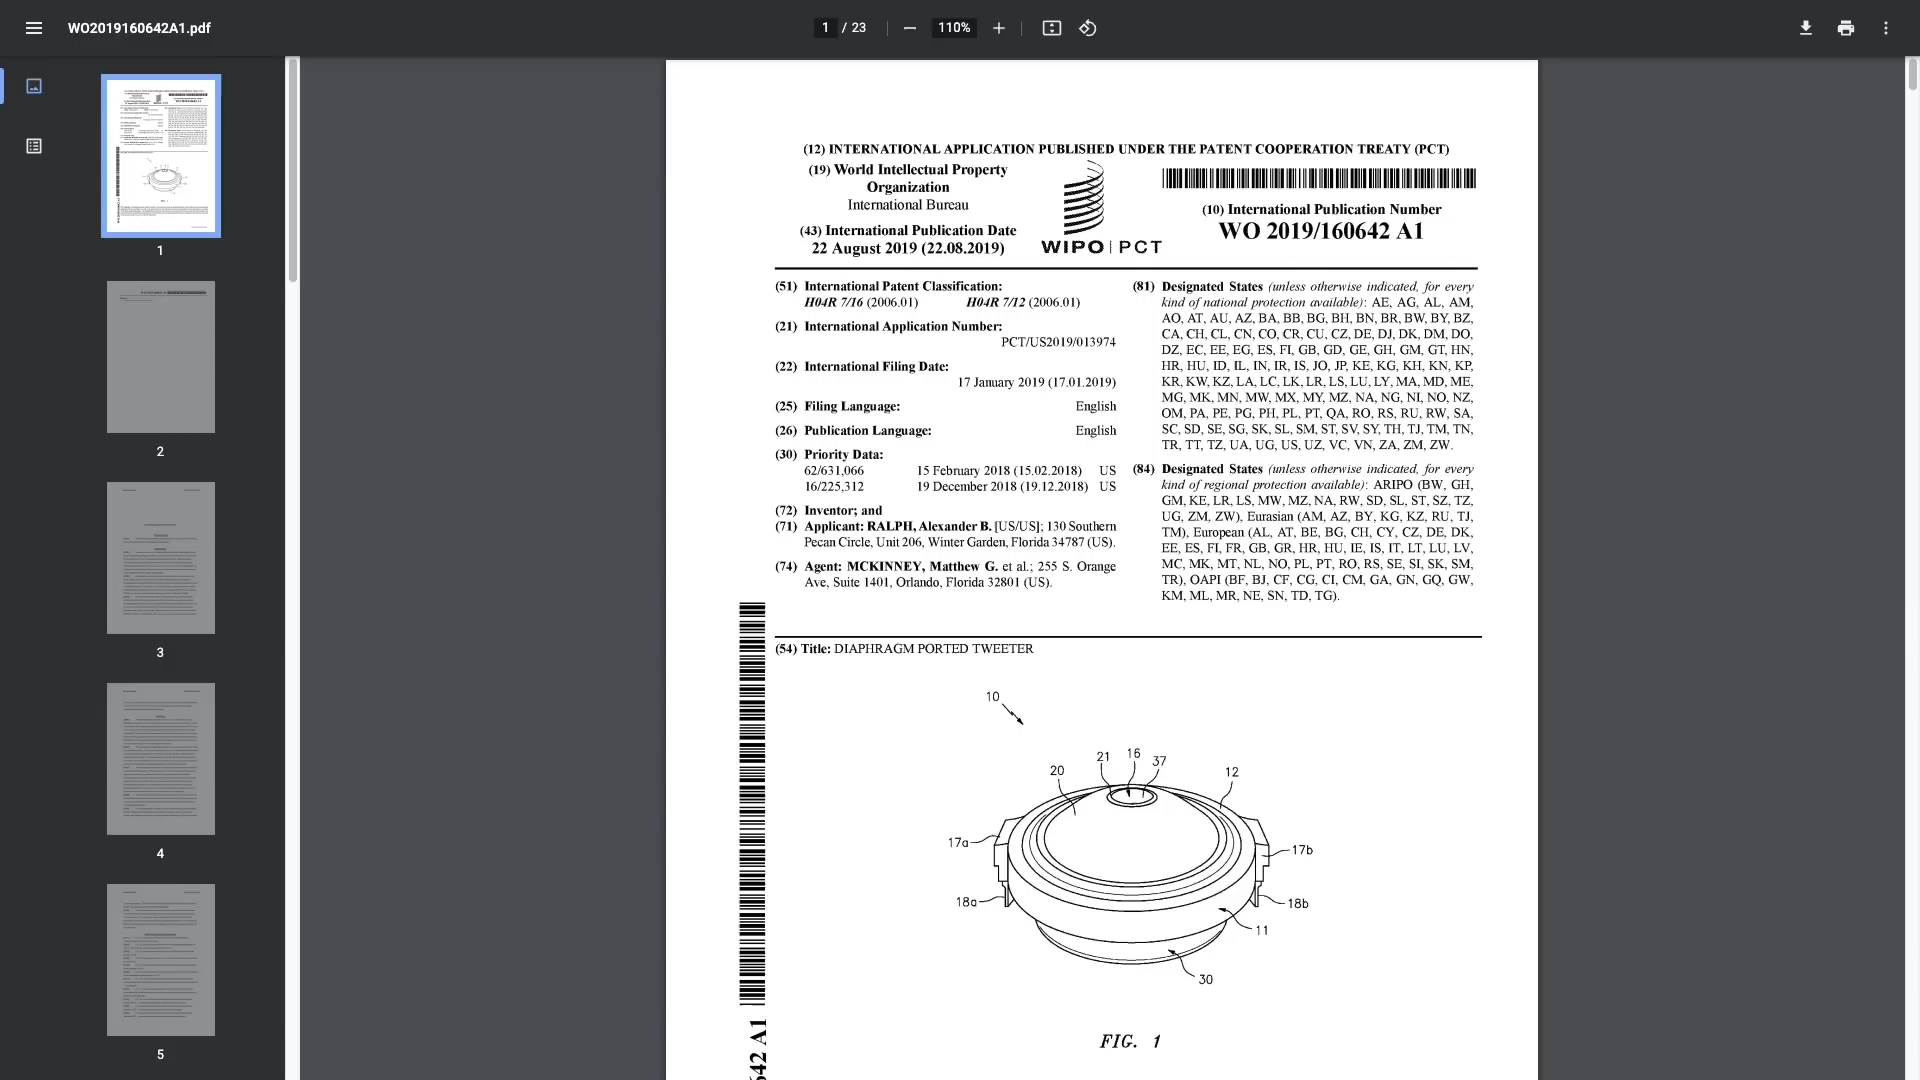 WO2019160642A1.pdf
1 / 23
110%
1
2
3
4
5
(12) INTERNATIONAL APPLICATION PUBLISHED UNDER THE PATENT COOPERATION TREATY (PCT)
(19) World Intellectual Property
Organization
International Bureau
(43) International Publication Date
22 August 2019 (22.08.2019)
WIPO | PCT
(10) International Publication Number
WO 2019/160642 A1
(51) International Patent Classification:
H04R 7/16 (2006.01) H04R 7/12 (2006.01)
(21) International Application Number:
PCT/US2019/013974
(22) International Filing Date:
17 January 2019 (17.01.2019)
(25) Filing Language: English
(26) Publication Language: English
(30) Priority Data:
62/631,066 15 February 2018 (15.02.2018) US
16/225,312 19 December 2018 (19.12.2018) US
(72) Inventor; and
(71) Applicant: RALPH, Alexander B. [US/US]; 130 Southern
Pecan Circle, Unit 206, Winter Garden, Florida 34787 (US).
(74) Agent: MCKINNEY, Matthew G. et al.; 255 S. Orange
Ave, Suite 1401, Orlando, Florida 32801 (US).
(81) Designated States (unless otherwise indicated, for every
kind of national protection available): AE, AG, AL, AM,
AO, AT, AU, AZ, BA, BB, BG, BH, BN, BR, BW, BY, BZ,
CA, CH, CL, CN, CO, CR, CU, CZ, DE, DJ, DK, DM, DO,
DZ, EC, EE, EG, ES, FI, GB, GD, GE, GH, GM, GT, HN,
HR, HU, ID, IL, IN, IR, IS, JO, JP, KE, KG, KH, KN, KP,
KR, KW, KZ, LA, LC, LK, LR, LS, LU, LY, MA, MD, ME,
MG, MK, MN, MW, MX, MY, MZ, NA, NG, NI, NO, NZ,
OM, PA, PE, PG, PH, PL, PT, QA, RO, RS, RU, RW, SA,
SC, SD, SE, SG, SK, SL, SM, ST, SV, SY, TH, TJ, TM, TN,
TR, TT, TZ, UA, UG, US, UZ, VC, VN, ZA, ZM, ZW.
(84) Designated States (unless otherwise indicated, for every
kind of regional protection available): ARIPO (BW, GH,
GM, KE, LR, LS, MW, MZ, NA, RW, SD, SL, ST, SZ, TZ,
UG, ZM, ZW), Eurasian (AM, AZ, BY, KG, KZ, RU, TJ,
TM), European (AL, AT, BE, BG, CH, CY, CZ, DE, DK,
EE, ES, FI, FR, GB, GR, HR, HU, IE, IS, IT, LT, LU, LV,
MC, MK, MT, NL, NO, PL, PT, RO, RS, SE, SI, SK, SM,
TR), OAPI (BF, BJ, CF, CG, CI, CM, GA, GN, GQ, GW,
KM, ML, MR, NE, SN, TD, TG).
(54) Title: DIAPHRAGM PORTED TWEETER
10
21 16 37
20 12
17a 17b
18a 18b
11
30
FIG. 1
642 A1